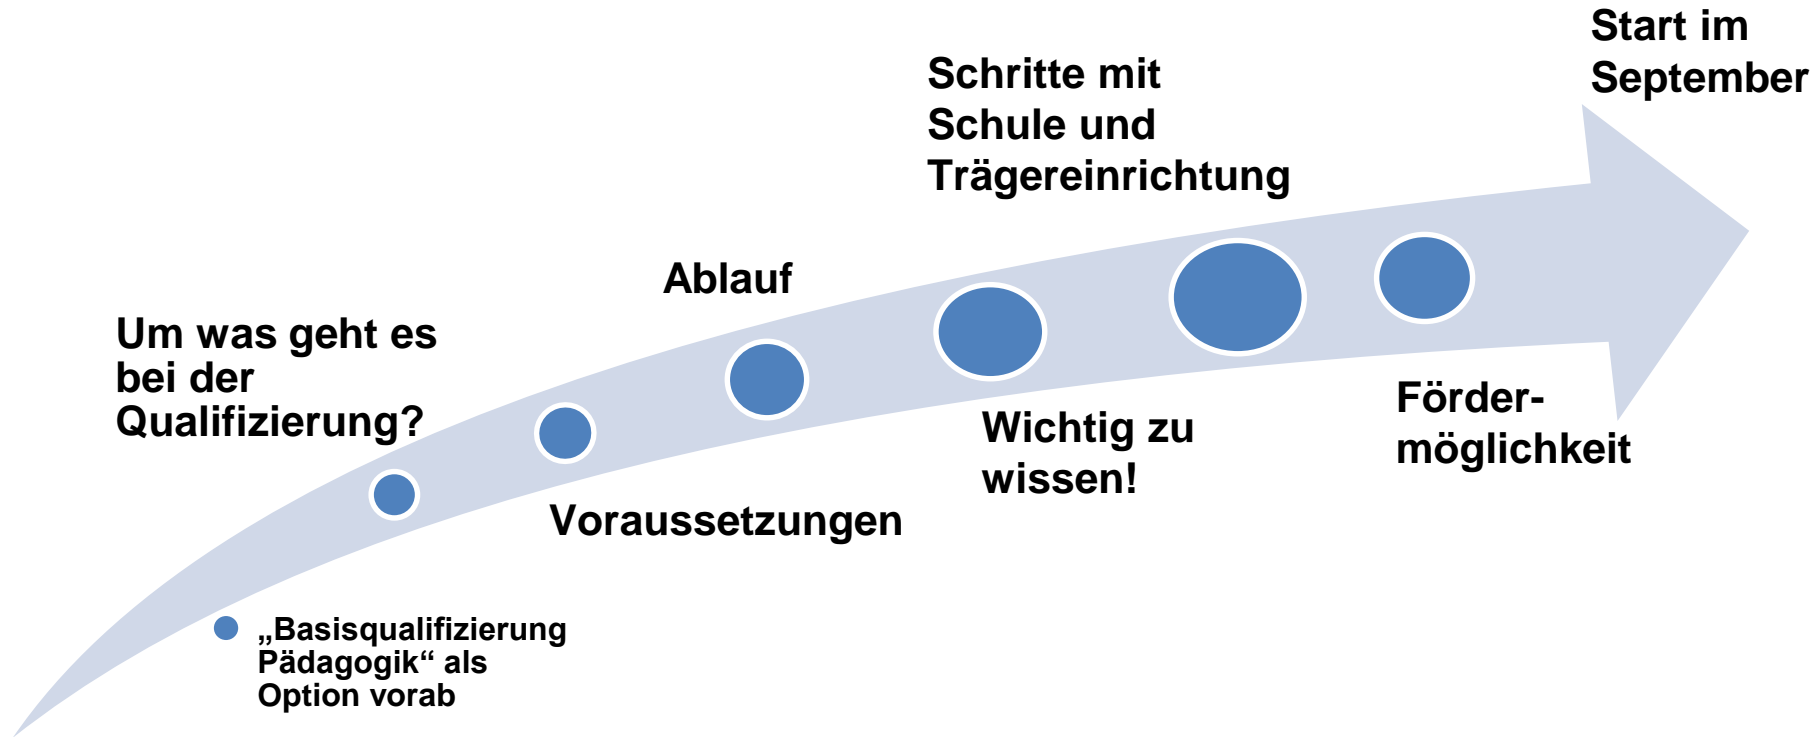 Start im
September
Schritte mit
Schule und
Trägereinrichtung
Ablauf
Um was geht es
bei der
Qualifizierung?
Förder-
möglichkeit
Wichtig zu
wissen!
Voraussetzungen
„Basisqualifizierung
Pädagogik“ als
Option vorab